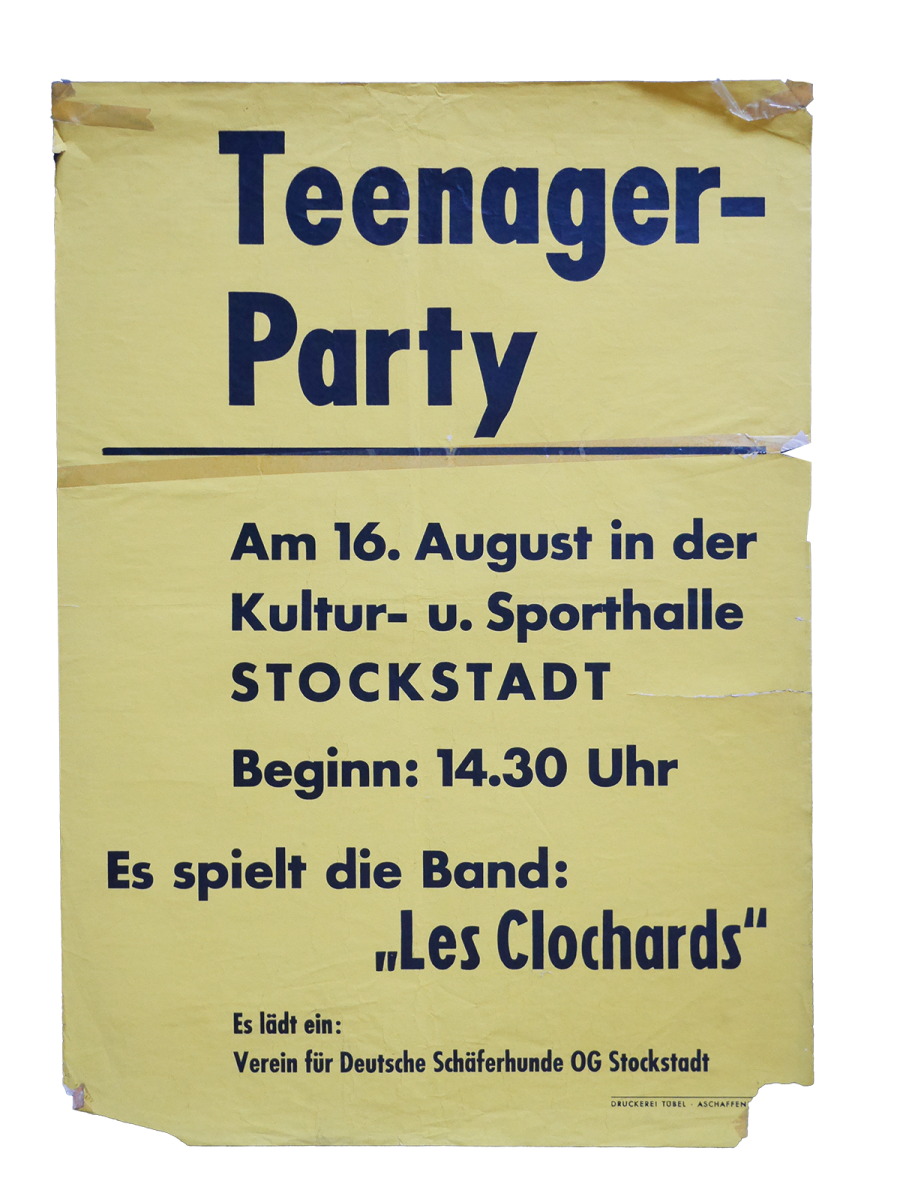 Teenager-
Party
Am 16. August in der
Kultur- u. Sporthalle
STOCKSTADT
Beginn: 14.30 Uhr
Es spielt die Band:
„Les Clochards“
Es lädt ein:
Verein für Deutsche Schäferhunde OG Stockstadt
DRUCKEREI TÜBEL · ASCHAFFEN